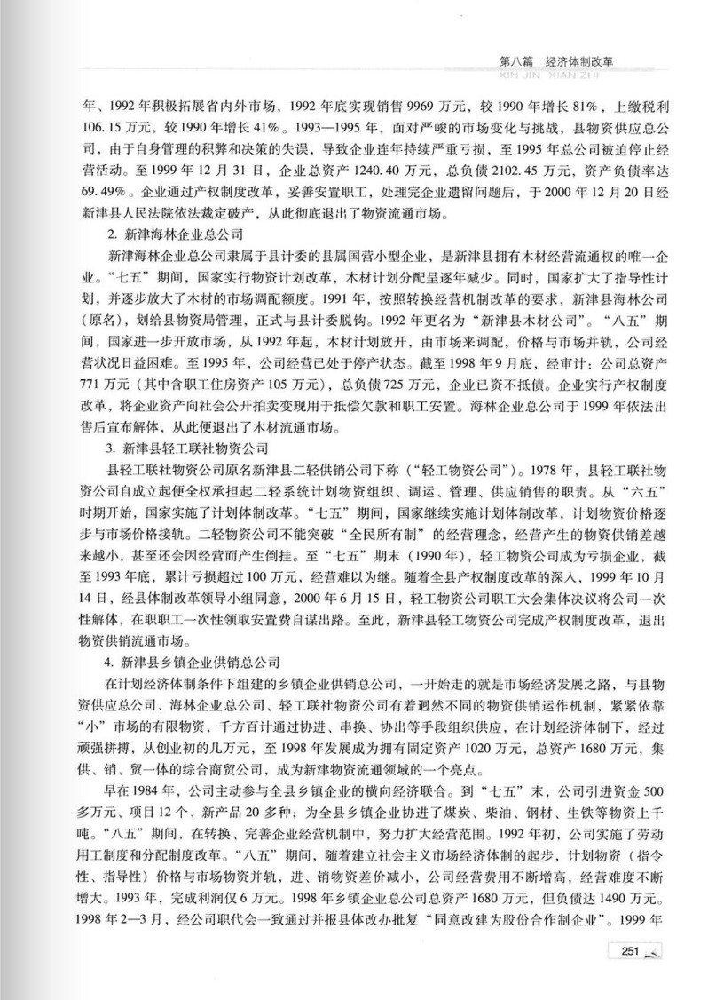 第八篇 经济体制改革
XIN JIN XIAN ZHI
年、1992 年积极拓展省内外市场，1992 年底实现销售 9969 万元，较 1990 年增长 81%，上缴税利
106.15 万元，较 1990 年增长 41%。1993—1995 年，面对严峻的市场变化与挑战，县物资供应总公
司，由于自身管理的积弊和决策的失误，导致企业连年持续严重亏损，至 1995 年总公司被迫停止经
营活动。至 1999 年 12 月 31 日，企业总资产 1240.40 万元，总负债 2102.45 万元，资产负债率达
69.49%。企业通过产权制度改革，妥善安置职工，处理完企业遗留问题后，于 2000 年 12 月 20 日经
新津县人民法院依法裁定破产，从此彻底退出了物资流通市场。
2. 新津海林企业总公司
新津海林企业总公司隶属于县计委的县属国营小型企业，是新津县拥有木材经营流通权的唯一企
业。“七五”期间，国家实行物资计划改革，木材计划分配呈逐年减少。同时，国家扩大了指导性计
划，并逐步放大了木材的市场调配额度。1991 年，按照转换经营机制改革的要求，新津县海林公司
（原名），划给县物资局管理，正式与县计委脱钩。1992 年更名为“新津县木材公司”。“八五”期
间，国家进一步开放市场，从 1992 年起，木材计划放开，由市场来调配，价格与市场并轨，公司经
营状况日益困难。至 1995 年，公司经营已处于停产状态。截至 1998 年 9 月底，经审计：公司总资产
771 万元（其中含职工住房资产 105 万元），总负债 725 万元，企业已资不抵债。企业实行产权制度
改革，将企业资产向社会公开拍卖变现用于抵偿欠款和职工安置。海林企业总公司于 1999 年依法出
售后宣布解体，从此便退出了木材流通市场。
3. 新津县轻工联社物资公司
县轻工联社物资公司原名新津县二轻供销公司下称（“轻工物资公司”）。1978 年，县轻工联社物
资公司自成立起便全权承担起二轻系统计划物资组织、调运、管理、供应销售的职责。从“六五”
时期开始，国家实施了计划体制改革。“七五”期间，国家继续实施计划体制改革，计划物资价格逐
步与市场价格接轨。二轻物资公司不能突破“全民所有制”的经营理念，经营产生的物资供销差越
来越小，甚至还会因经营而产生倒挂。至“七五”期末（1990 年），轻工物资公司成为亏损企业，截
至 1993 年底，累计亏损超过 100 万元，经营难以为继。随着全县产权制度改革的深入，1999 年 10 月
14 日，经县体制改革领导小组同意，2000 年 6 月 15 日，轻工物资公司职工大会集体决议将公司一次
性解体，在职职工一次性领取安置费自谋出路。至此，新津县轻工物资公司完成产权制度改革，退出
物资供销流通市场。
4. 新津县乡镇企业供销总公司
在计划经济体制条件下组建的乡镇企业供销总公司，一开始走的就是市场经济发展之路，与县物
资供应总公司、海林企业总公司、轻工联社物资公司有着迥然不同的物资供销运作机制，紧紧依靠
“小”市场的有限物资，千方百计通过协进、串换、协出等手段组织供应，在计划经济体制下，经过
顽强拼搏，从创业初的几万元，至 1998 年发展成为拥有固定资产 1020 万元，总资产 1680 万元，集
供、销、贸一体的综合商贸公司，成为新津物资流通领域的一个亮点。
早在 1984 年，公司主动参与全县乡镇企业的横向经济联合。到“七五”末，公司引进资金 500
多万元、项目 12 个、新产品 20 多种；为全县乡镇企业协进了煤炭、柴油、钢材、生铁等物资上千
吨。“八五”期间，在转换、完善企业经营机制中，努力扩大经营范围。1992 年初，公司实施了劳动
用工制度和分配制度改革。“八五”期间，随着建立社会主义市场经济体制的起步，计划物资（指令
性、指导性）价格与市场物资并轨，进、销物资差价减小，公司经营费用不断增高，经营难度不断
增大。1993 年，完成利润仅 6 万元。1998 年乡镇企业总公司总资产 1680 万元，但负债达 1490 万元。
1998 年 2—3 月，经公司职代会一致通过并报县体改办批复“同意改建为股份合作制企业”。1999 年
251